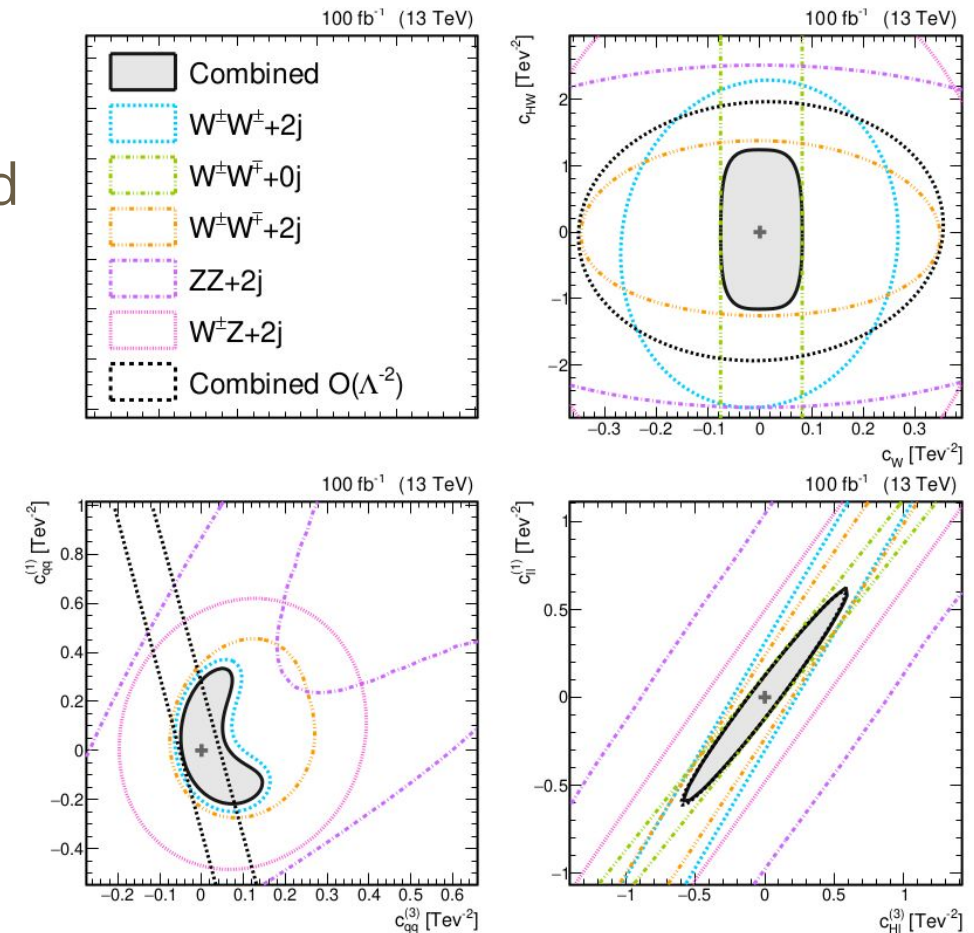 100 fb⁻¹ (13 TeV)
Combined
W±W±+2j
W±W∓+0j
W±W∓+2j
ZZ+2j
W±Z+2j
Combined O(Λ⁻²)
d
100 fb⁻¹ (13 TeV)
c_HW [Tev⁻²]
2
1
0
−1
−2
−0.3 −0.2 −0.1 0 0.1 0.2 0.3
c_W [Tev⁻²]
100 fb⁻¹ (13 TeV)
c_qq^(1) [Tev⁻²]
1
0.8
0.6
0.4
0.2
0
−0.2
−0.4
−0.2 −0.1 0 0.1 0.2 0.3 0.4 0.5 0.6
c_qq^(3) [Tev⁻²]
100 fb⁻¹ (13 TeV)
c_ll^(1) [Tev⁻²]
1
0.5
0
−0.5
−1
−1 −0.5 0 0.5 1
c_Hl^(3) [Tev⁻²]